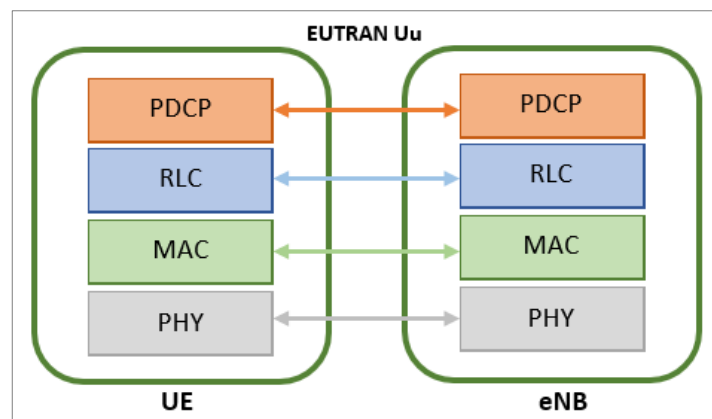 EUTRAN Uu
PDCP PDCP
RLC RLC
MAC MAC
PHY PHY
UE eNB